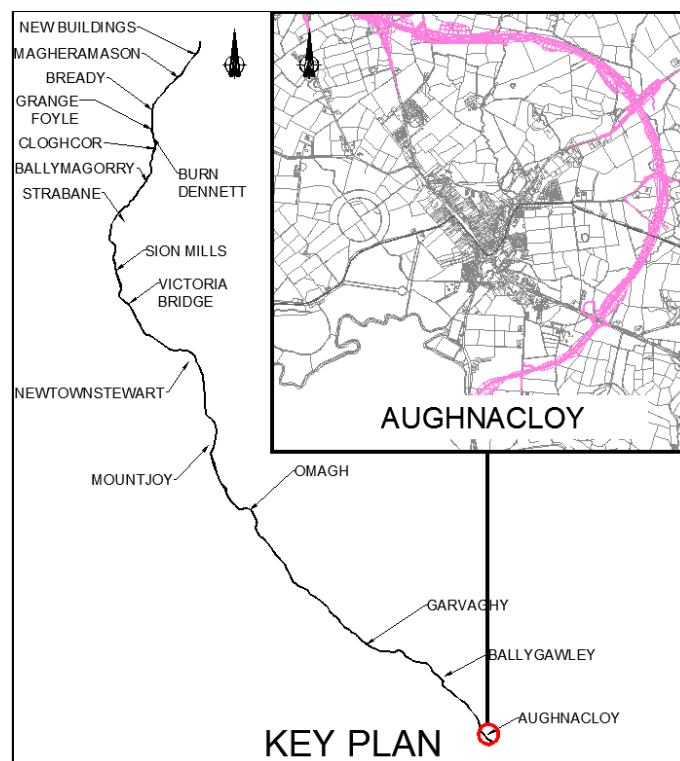 NEW BUILDINGS
MAGHERAMASON
BREADY
GRANGE
FOYLE
CLOGHCOR
BALLYMAGORRY
BURN
DENNETT
STRABANE
SION MILLS
VICTORIA
BRIDGE
NEWTOWNSTEWART
AUGHNACLOY
MOUNTJOY
OMAGH
GARVAGHY
BALLYGAWLEY
AUGHNACLOY
KEY PLAN